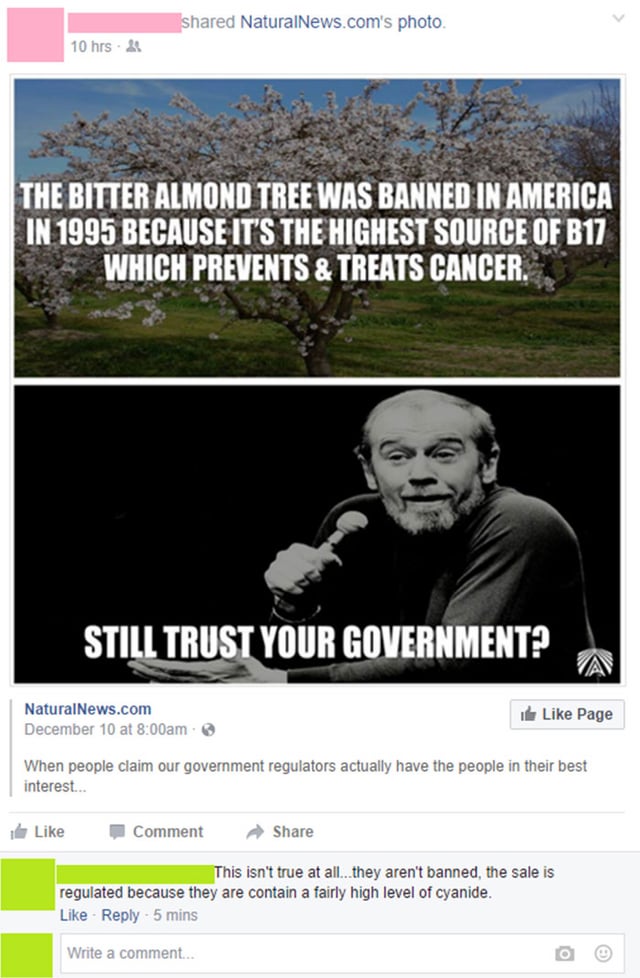 shared NaturalNews.com's photo.
10 hrs ·
THE BITTER ALMOND TREE WAS BANNED IN AMERICA
IN 1995 BECAUSE IT'S THE HIGHEST SOURCE OF B17
WHICH PREVENTS & TREATS CANCER.
STILL TRUST YOUR GOVERNMENT?
NaturalNews.com
December 10 at 8:00am ·
Like Page
When people claim our government regulators actually have the people in their best
interest...
Like Comment Share
This isn't true at all...they aren't banned, the sale is
regulated because they are contain a fairly high level of cyanide.
Like · Reply · 5 mins
Write a comment...